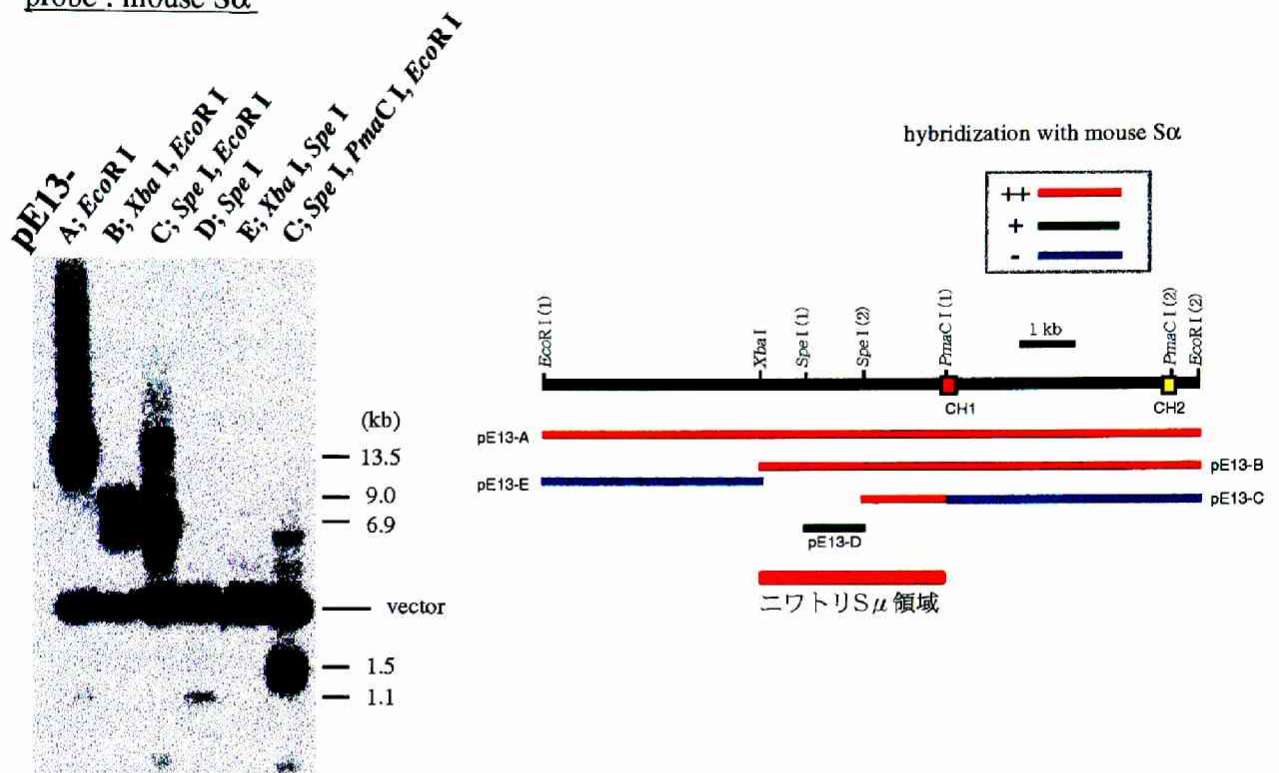 probe : mouse Sα
pE13-
A; EcoR I
B; Xba I, EcoR I
C; Spe I, EcoR I
D; Spe I
E; Xba I, Spe I
C; Spe I, PmaC I, EcoR I
(kb)
13.5
9.0
6.9
vector
1.5
1.1
hybridization with mouse Sα
++
+
-
EcoR I (1)
Xba I
Spe I (1)
Spe I (2)
PmaC I (1)
1 kb
PmaC I (2)
EcoR I (2)
CH1
CH2
pE13-A
pE13-B
pE13-E
pE13-C
pE13-D
ニワトリSμ領域